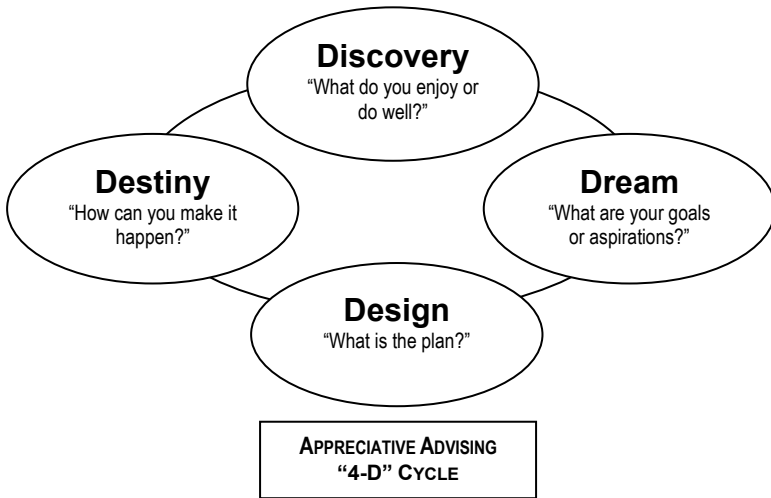 Discovery
“What do you enjoy or
do well?”
Destiny
“How can you make it
happen?”
Dream
“What are your goals
or aspirations?”
Design
“What is the plan?”
APPRECIATIVE ADVISING
“4-D” CYCLE